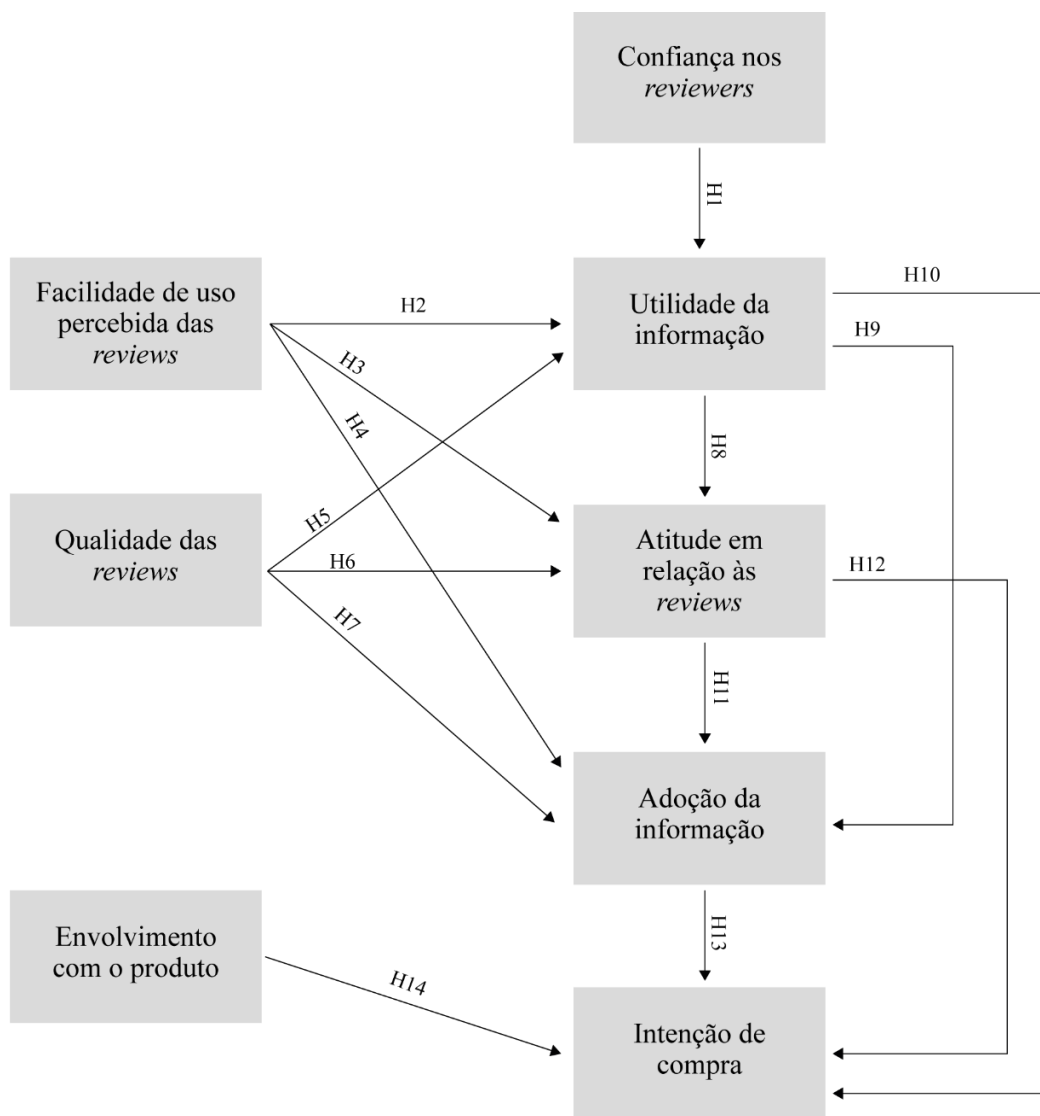 Confiança nos
reviewers
H1
Facilidade de uso
percebida das
reviews
H2
H3
H4
Utilidade da
informação
H10
H9
H8
Qualidade das
reviews
H5
H6
H7
Atitude em
relação às
reviews
H12
H11
Adoção da
informação
H13
Envolvimento
com o produto
H14
Intenção de
compra